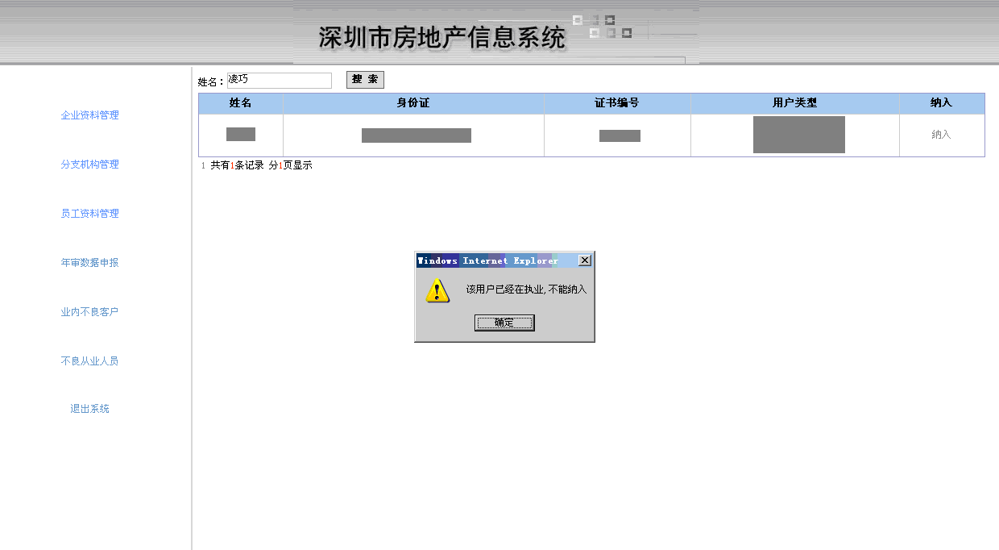 深圳市房地产信息系统
姓名：凌巧 搜 索
姓名 身份证 证书编号 用户类型 纳入
纳入
1 共有1条记录 分1页显示
企业资料管理
分支机构管理
员工资料管理
年审数据申报
业内不良客户
不良从业人员
退出系统
Windows Internet Explorer
该用户已经在执业,不能纳入
确定